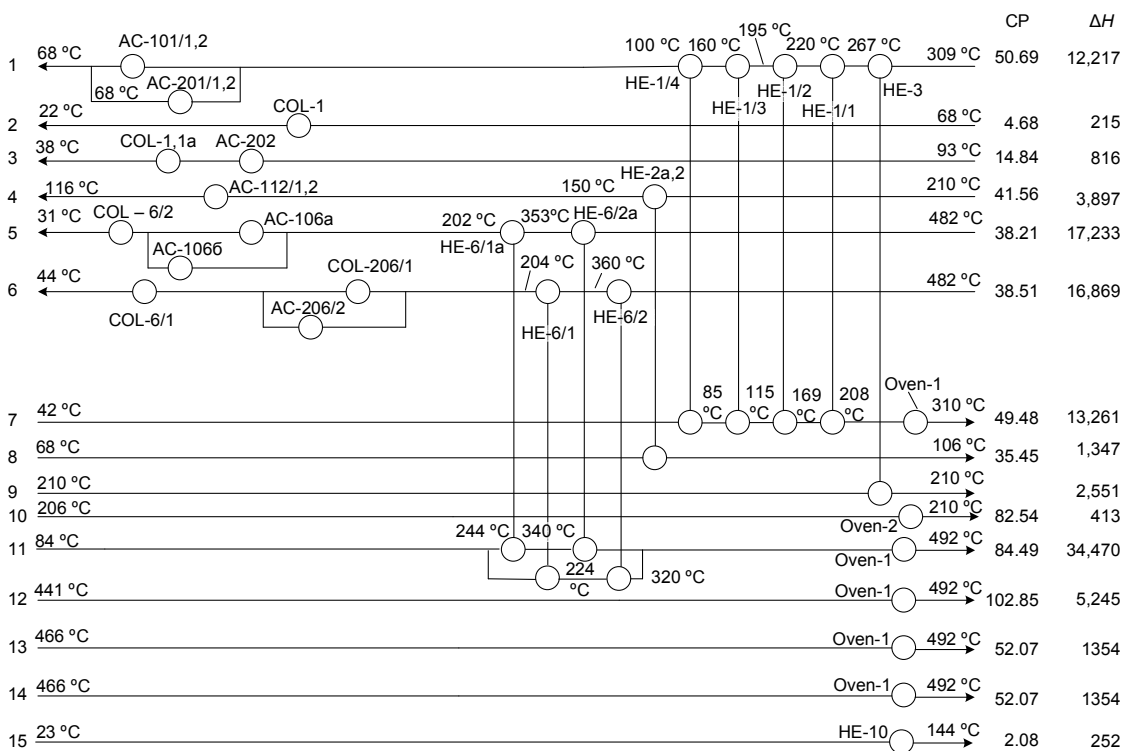 CP ΔH
AC-101/1,2
195 ºC
1 68 ºC 100 ºC 160 ºC 220 ºC 267 ºC 309 ºC 50.69 12,217
AC-201/1,2
HE-1/4 HE-1/2 HE-3
68 ºC
HE-1/3 HE-1/1
2 22 ºC COL-1 68 ºC 4.68 215
3 38 ºC COL-1,1a AC-202 93 ºC 14.84 816
HE-2a,2
4 116 ºC AC-112/1,2 150 ºC 210 ºC 41.56 3,897
5 31 ºC COL – 6/2 AC-106a 202 ºC 353ºC HE-6/2a 482 ºC 38.21 17,233
HE-6/1a
AC-106б
COL-206/1 204 ºC 360 ºC
6 44 ºC 482 ºC 38.51 16,869
COL-6/1 AC-206/2 HE-6/1 HE-6/2
Oven-1
7 42 ºC 85 ºC 115 ºC 169 ºC 208 ºC 310 ºC 49.48 13,261
8 68 ºC 106 ºC 35.45 1,347
9 210 ºC 210 ºC 2,551
10 206 ºC Oven-2 210 ºC 82.54 413
11 84 ºC 244 ºC 340 ºC Oven-1 492 ºC 84.49 34,470
224 ºC 320 ºC
12 441 ºC Oven-1 492 ºC 102.85 5,245
13 466 ºC Oven-1 492 ºC 52.07 1354
14 466 ºC Oven-1 492 ºC 52.07 1354
15 23 ºC HE-10 144 ºC 2.08 252